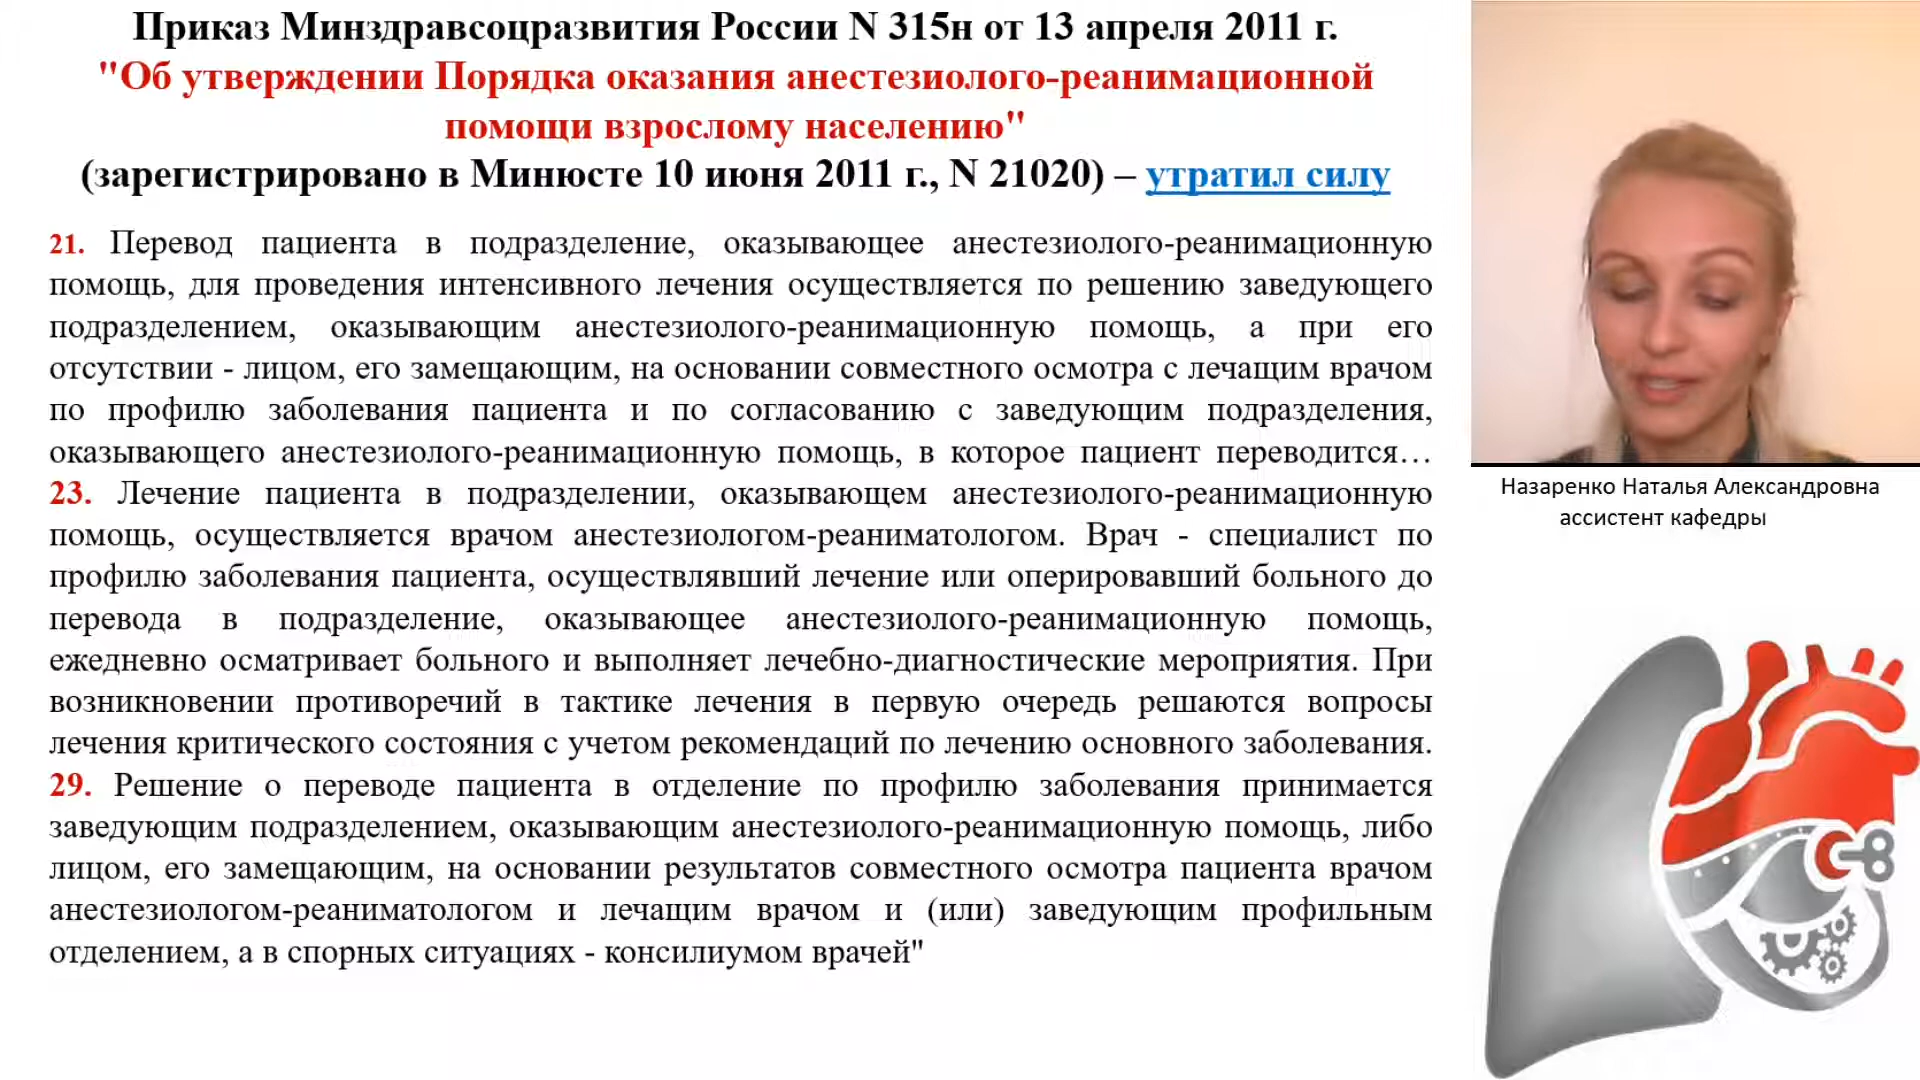 Приказ Минздравсоцразвития России N 315н от 13 апреля 2011 г.
"Об утверждении Порядка оказания анестезиолого-реанимационной
помощи взрослому населению"
(зарегистрировано в Минюсте 10 июня 2011 г., N 21020) – утратил силу
21. Перевод пациента в подразделение, оказывающее анестезиолого-реанимационную
помощь, для проведения интенсивного лечения осуществляется по решению заведующего
подразделением, оказывающим анестезиолого-реанимационную помощь, а при его
отсутствии - лицом, его замещающим, на основании совместного осмотра с лечащим врачом
по профилю заболевания пациента и по согласованию с заведующим подразделения,
оказывающего анестезиолого-реанимационную помощь, в которое пациент переводится…
23. Лечение пациента в подразделении, оказывающем анестезиолого-реанимационную
помощь, осуществляется врачом анестезиологом-реаниматологом. Врач - специалист по
профилю заболевания пациента, осуществлявший лечение или оперировавший больного до
перевода в подразделение, оказывающее анестезиолого-реанимационную помощь,
ежедневно осматривает больного и выполняет лечебно-диагностические мероприятия. При
возникновении противоречий в тактике лечения в первую очередь решаются вопросы
лечения критического состояния с учетом рекомендаций по лечению основного заболевания.
29. Решение о переводе пациента в отделение по профилю заболевания принимается
заведующим подразделением, оказывающим анестезиолого-реанимационную помощь, либо
лицом, его замещающим, на основании результатов совместного осмотра пациента врачом
анестезиологом-реаниматологом и лечащим врачом и (или) заведующим профильным
отделением, а в спорных ситуациях - консилиумом врачей"
Назаренко Наталья Александровна
ассистент кафедры